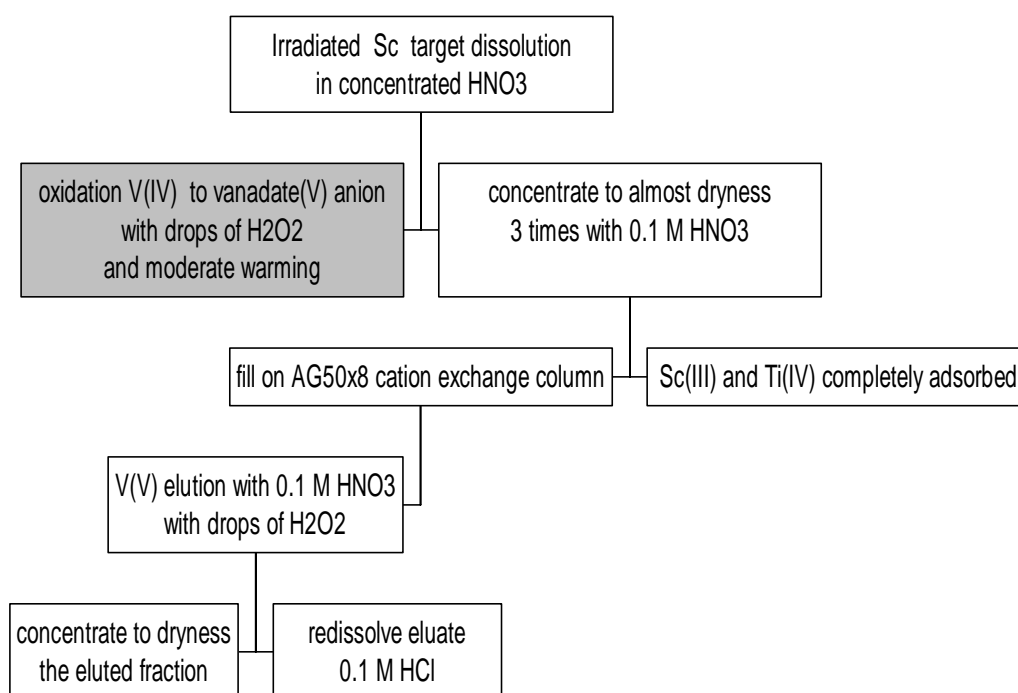 Irradiated Sc target dissolution
in concentrated HNO3
oxidation V(IV) to vanadate(V) anion
with drops of H2O2
and moderate warming
concentrate to almost dryness
3 times with 0.1 M HNO3
fill on AG50x8 cation exchange column
Sc(III) and Ti(IV) completely adsorbed
V(V) elution with 0.1 M HNO3
with drops of H2O2
concentrate to dryness
the eluted fraction
redissolve eluate
0.1 M HCl